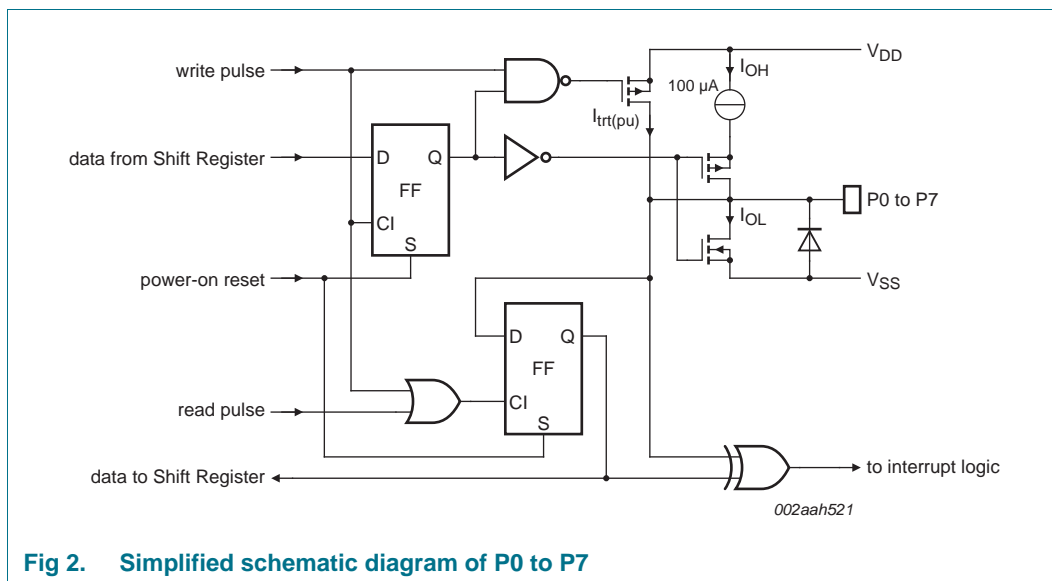 write pulse
data from Shift Register
power-on reset
read pulse
data to Shift Register
D
Q
FF
CI
S
D
Q
FF
CI
S
I_trt(pu)
100 μA
I_OH
V_DD
P0 to P7
I_OL
V_SS
to interrupt logic
002aah521
Fig 2. Simplified schematic diagram of P0 to P7